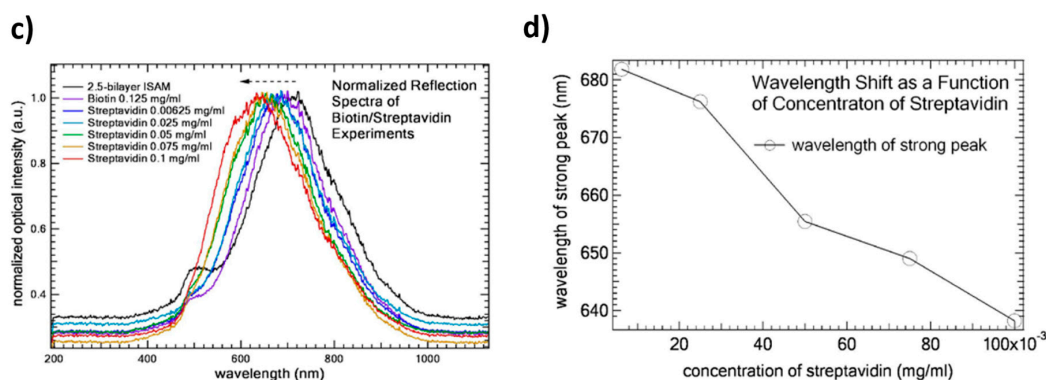 c)
normalized optical intensity (a.u.)
1.0
0.8
0.6
0.4
2.5-bilayer ISAM
Biotin 0.125 mg/ml
Streptavidin 0.00625 mg/ml
Streptavidin 0.025 mg/ml
Streptavidin 0.05 mg/ml
Streptavidin 0.075 mg/ml
Streptavidin 0.1 mg/ml
Normalized Reflection
Spectra of
Biotin/Streptavidin
Experiments
200 400 600 800 1000
wavelength (nm)
d)
wavelength of strong peak (nm)
680
670
660
650
640
Wavelength Shift as a Function
of Concentraton of Streptavidin
wavelength of strong peak
20 40 60 80 100x10-3
concentration of streptavidin (mg/ml)